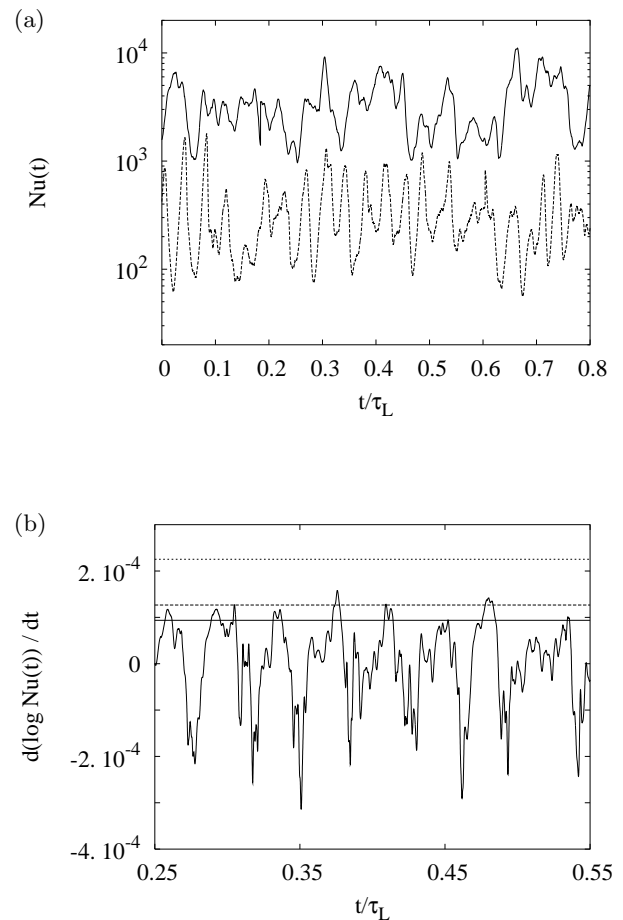 (a)
10^4
10^3
10^2
Nu(t)
0 0.1 0.2 0.3 0.4 0.5 0.6 0.7 0.8
t/τ_L
(b)
2. 10^-4
0
-2. 10^-4
-4. 10^-4
d(log Nu(t)) / dt
0.25 0.35 0.45 0.55
t/τ_L